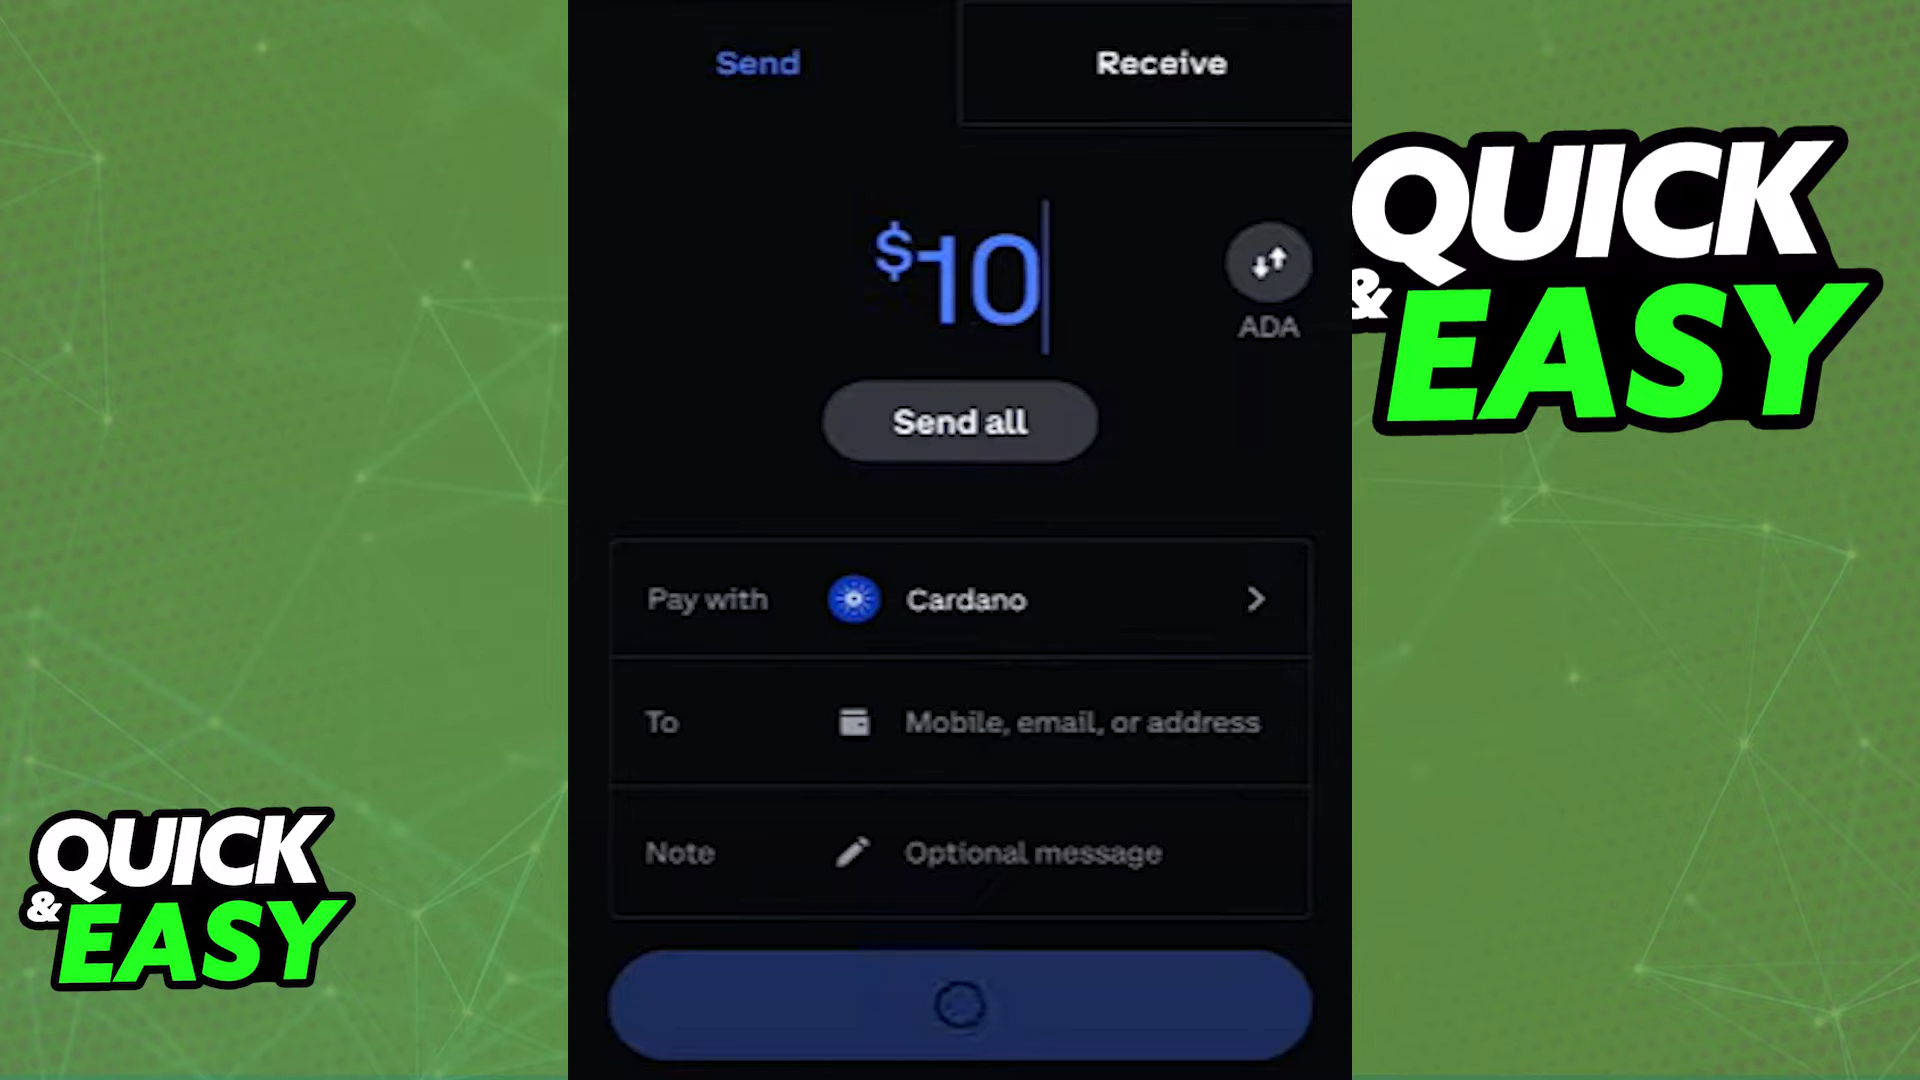 Send
Receive
$10
ADA
Send all
Pay with Cardano
To Mobile, email, or address
Note Optional message
QUICK
& EASY
QUICK
& EASY